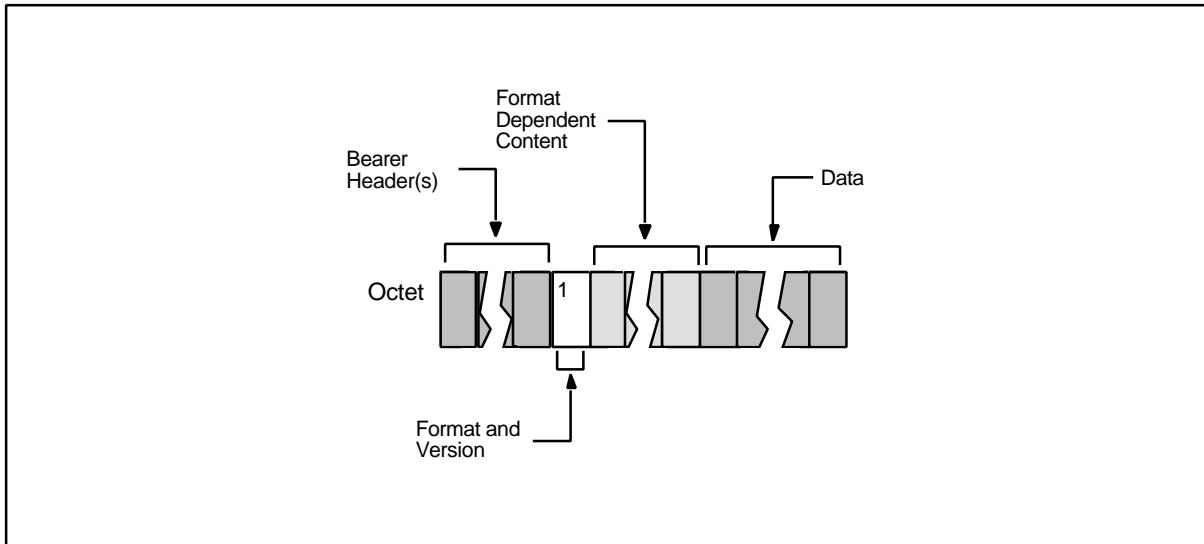 Format
Dependent
Content
Bearer
Header(s)
Data
Octet
1
Format and
Version